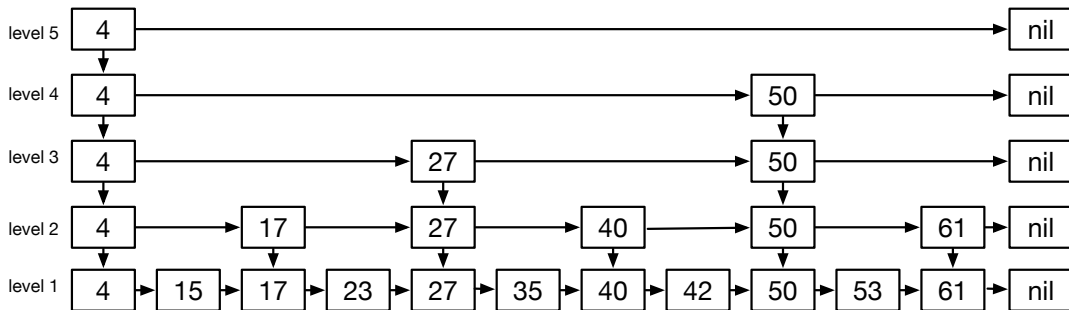 level 5 4 nil
level 4 4 50 nil
level 3 4 27 50 nil
level 2 4 17 27 40 50 61 nil
level 1 4 15 17 23 27 35 40 42 50 53 61 nil